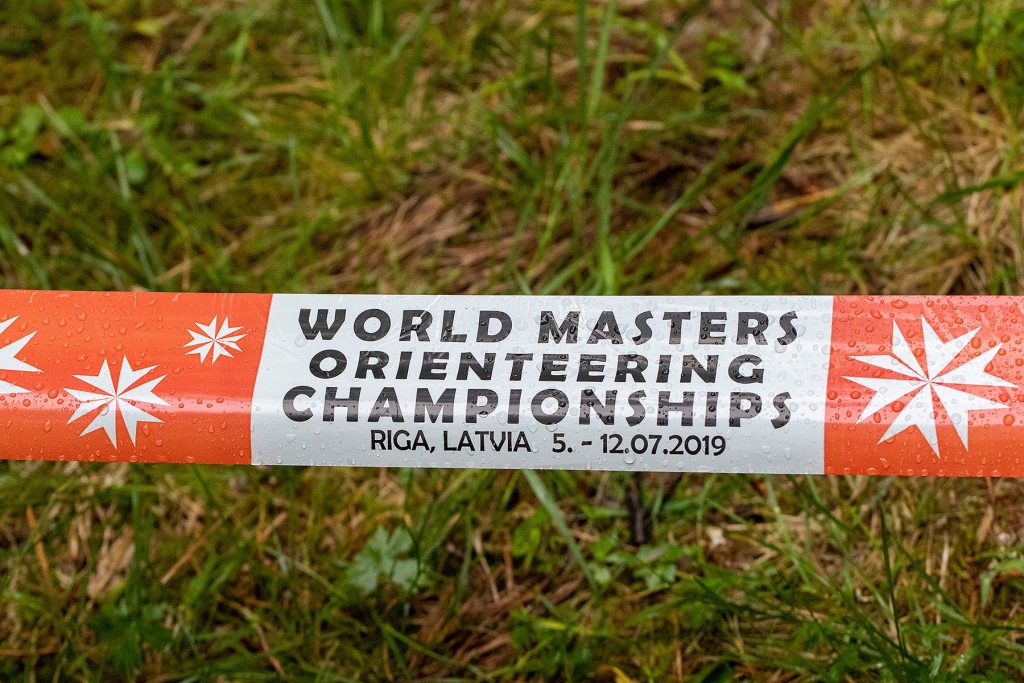 WORLD MASTERS
ORIENTEERING
CHAMPIONSHIPS
RIGA, LATVIA 5. - 12.07.2019